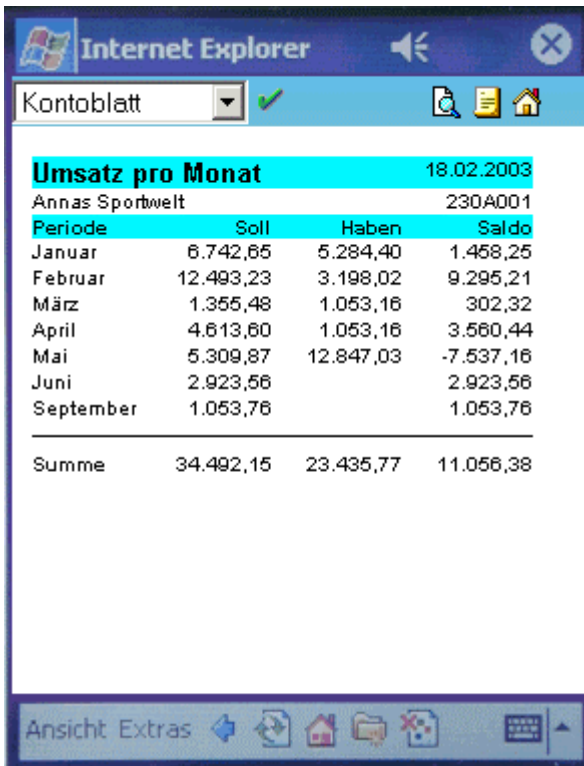 Internet Explorer
Kontoblatt
Umsatz pro Monat 18.02.2003
Annas Sportwelt 230A001
Periode Soll Haben Saldo
Januar 6.742,65 5.284,40 1.458,25
Februar 12.493,23 3.198,02 9.295,21
März 1.355,48 1.053,16 302,32
April 4.613,60 1.053,16 3.560,44
Mai 5.309,87 12.847,03 -7.537,16
Juni 2.923,56 2.923,56
September 1.053,76 1.053,76
Summe 34.492,15 23.435,77 11.056,38
Ansicht Extras